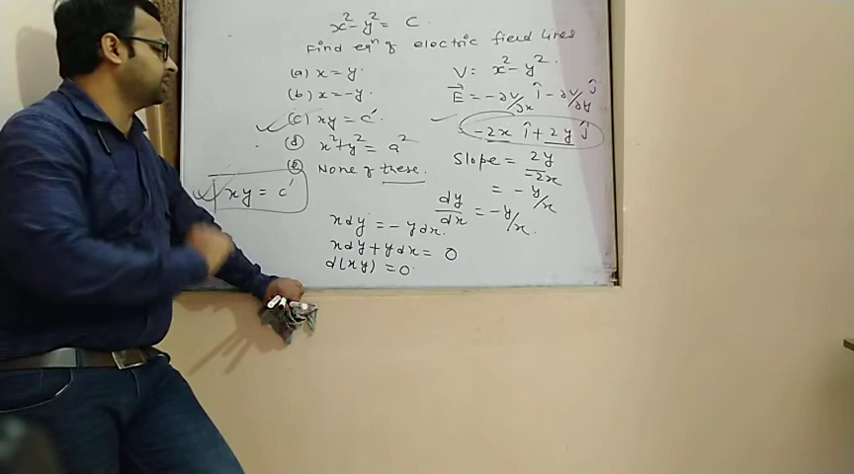 x² - y² = C.
Find eqⁿ of electric field lines
(a) x = y.
(b) x = -y.
(c) xy = c'.
(d) x² + y² = a²
(e) None of these.
xy = c'
V = x² - y².
E⃗ = -∂V/∂x î - ∂V/∂y ĵ
-2x î + 2y ĵ
Slope = 2y/-2x
= -y/x
dy/dx = -y/x.
xdy = -ydx.
xdy + ydx = 0
d(xy) = 0.